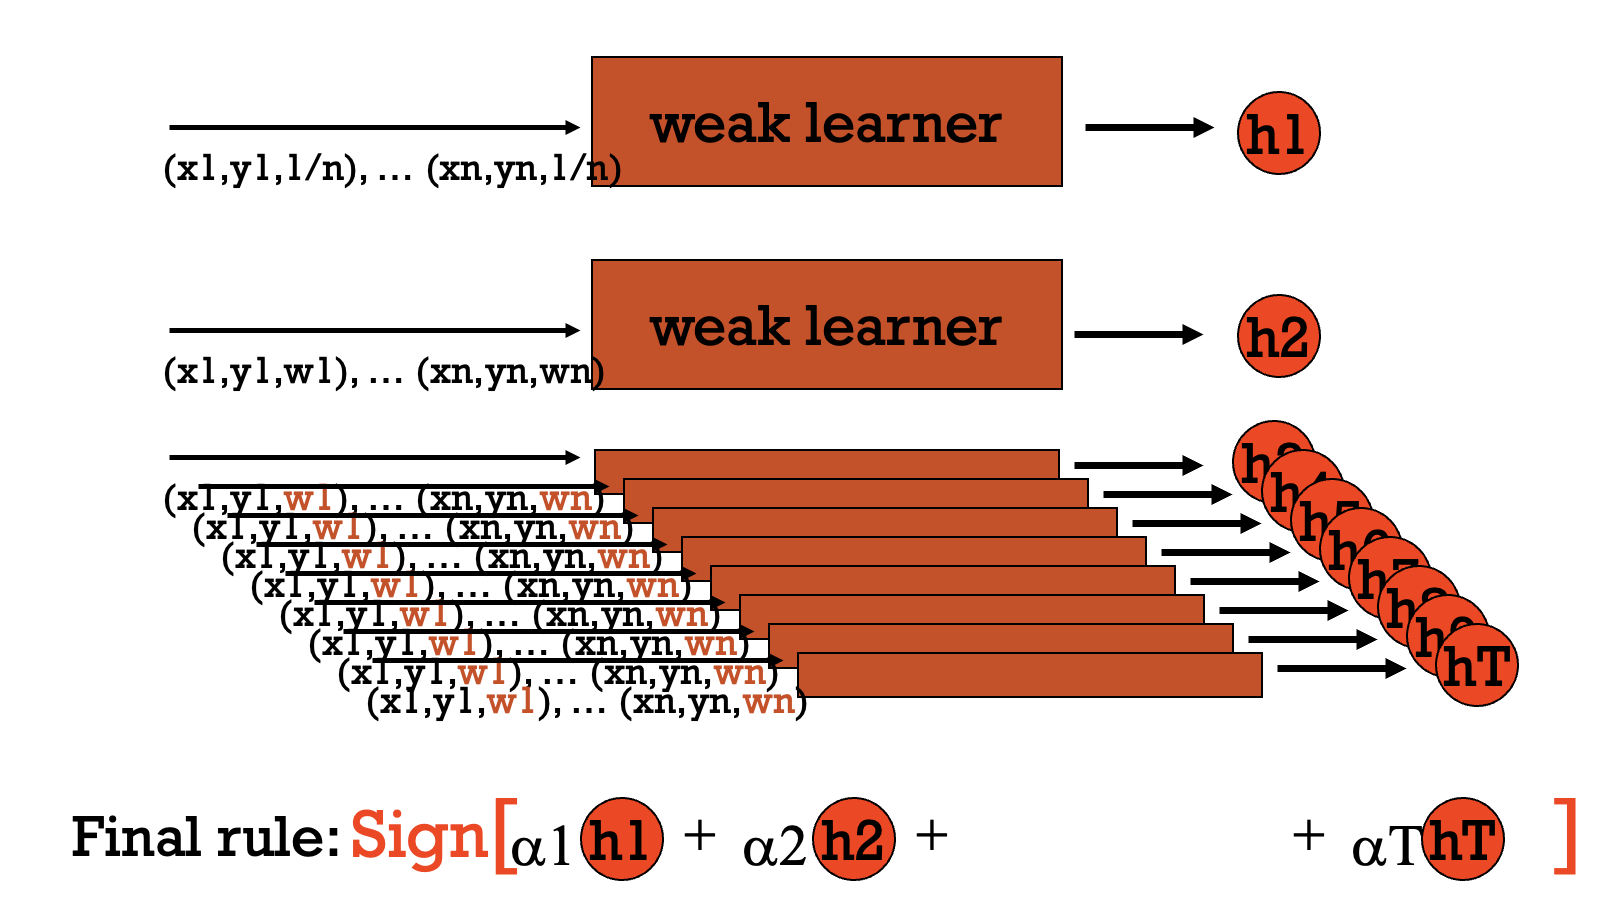 weak learner
h1
(x1,y1,1/n), … (xn,yn,1/n)
weak learner
h2
(x1,y1,w1), … (xn,yn,wn)
(x1,y1,w1), … (xn,yn,wn)
(x1,y1,w1), … (xn,yn,wn)
(x1,y1,w1), … (xn,yn,wn)
(x1,y1,w1), … (xn,yn,wn)
(x1,y1,w1), … (xn,yn,wn)
(x1,y1,w1), … (xn,yn,wn)
(x1,y1,w1), … (xn,yn,wn)
hT
(x1,y1,w1), … (xn,yn,wn)
Final rule: Sign[ α1 h1 + α2 h2 + + αT hT ]